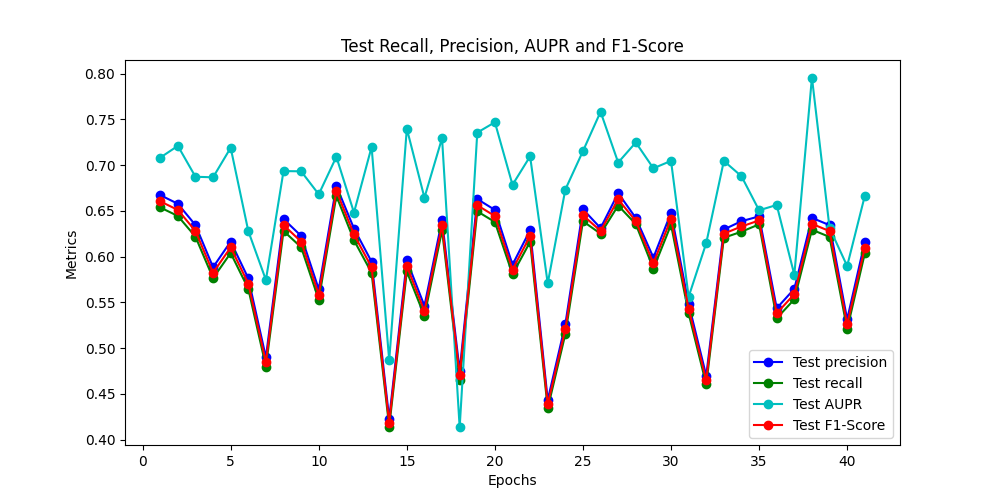 Test Recall, Precision, AUPR and F1-Score
Metrics
0.80
0.75
0.70
0.65
0.60
0.55
0.50
0.45
0.40
0 5 10 15 20 25 30 35 40
Epochs
Test precision
Test recall
Test AUPR
Test F1-Score